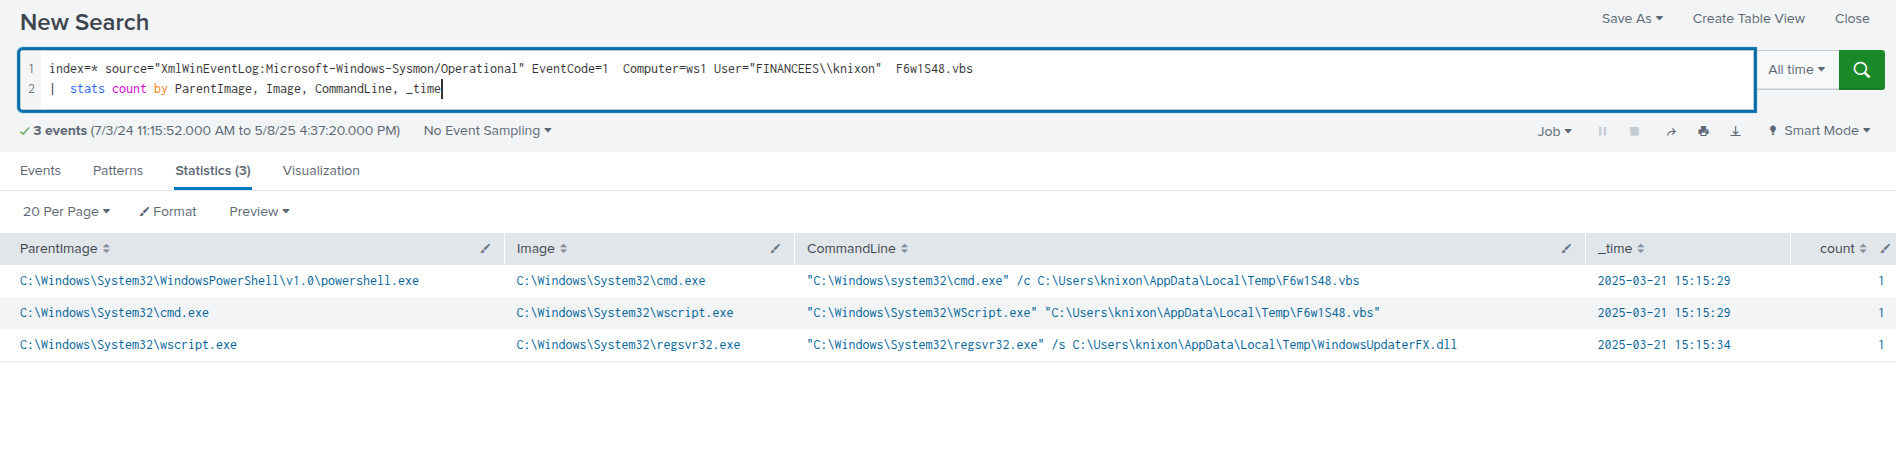 New Search
Save As Create Table View Close
1 index=* source="XmlWinEventLog:Microsoft-Windows-Sysmon/Operational" EventCode=1 Computer=ws1 User="FINANCEES\\knixon" F6w1S48.vbs
2 | stats count by ParentImage, Image, CommandLine, _time
All time
3 events (7/3/24 11:15:52.000 AM to 5/8/25 4:37:20.000 PM) No Event Sampling
Job Smart Mode
Events Patterns Statistics (3) Visualization
20 Per Page Format Preview
ParentImage Image CommandLine _time count
C:\Windows\System32\WindowsPowerShell\v1.0\powershell.exe C:\Windows\System32\cmd.exe "C:\Windows\system32\cmd.exe" /c C:\Users\knixon\AppData\Local\Temp\F6w1S48.vbs 2025-03-21 15:15:29 1
C:\Windows\System32\cmd.exe C:\Windows\System32\wscript.exe "C:\Windows\System32\WScript.exe" "C:\Users\knixon\AppData\Local\Temp\F6w1S48.vbs" 2025-03-21 15:15:29 1
C:\Windows\System32\wscript.exe C:\Windows\System32\regsvr32.exe "C:\Windows\System32\regsvr32.exe" /s C:\Users\knixon\AppData\Local\Temp\WindowsUpdaterFX.dll 2025-03-21 15:15:34 1